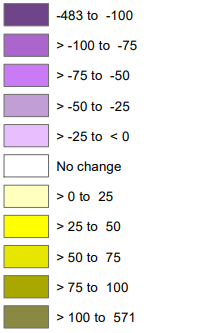 -483 to -100
> -100 to -75
> -75 to -50
> -50 to -25
> -25 to < 0
No change
> 0 to 25
> 25 to 50
> 50 to 75
> 75 to 100
> 100 to 571